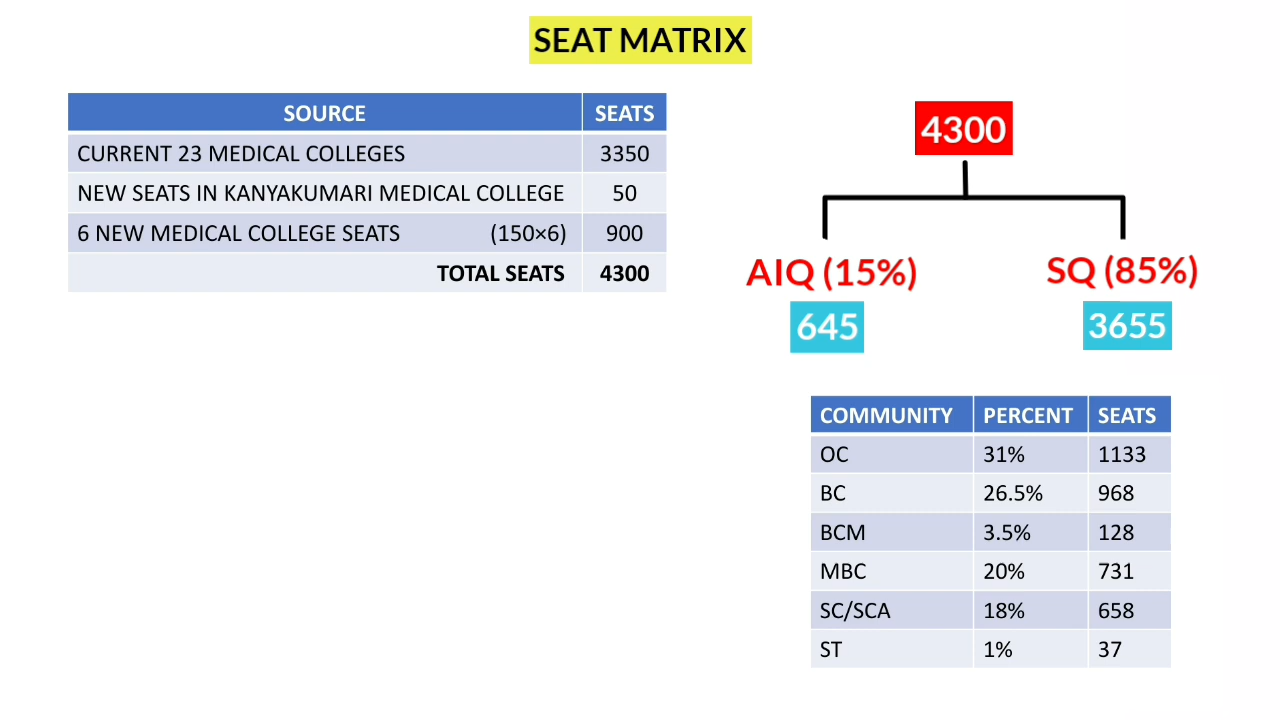 SEAT MATRIX
SOURCE SEATS
CURRENT 23 MEDICAL COLLEGES 3350
NEW SEATS IN KANYAKUMARI MEDICAL COLLEGE 50
6 NEW MEDICAL COLLEGE SEATS (150×6) 900
TOTAL SEATS 4300
4300
AIQ (15%) SQ (85%)
645 3655
COMMUNITY PERCENT SEATS
OC 31% 1133
BC 26.5% 968
BCM 3.5% 128
MBC 20% 731
SC/SCA 18% 658
ST 1% 37